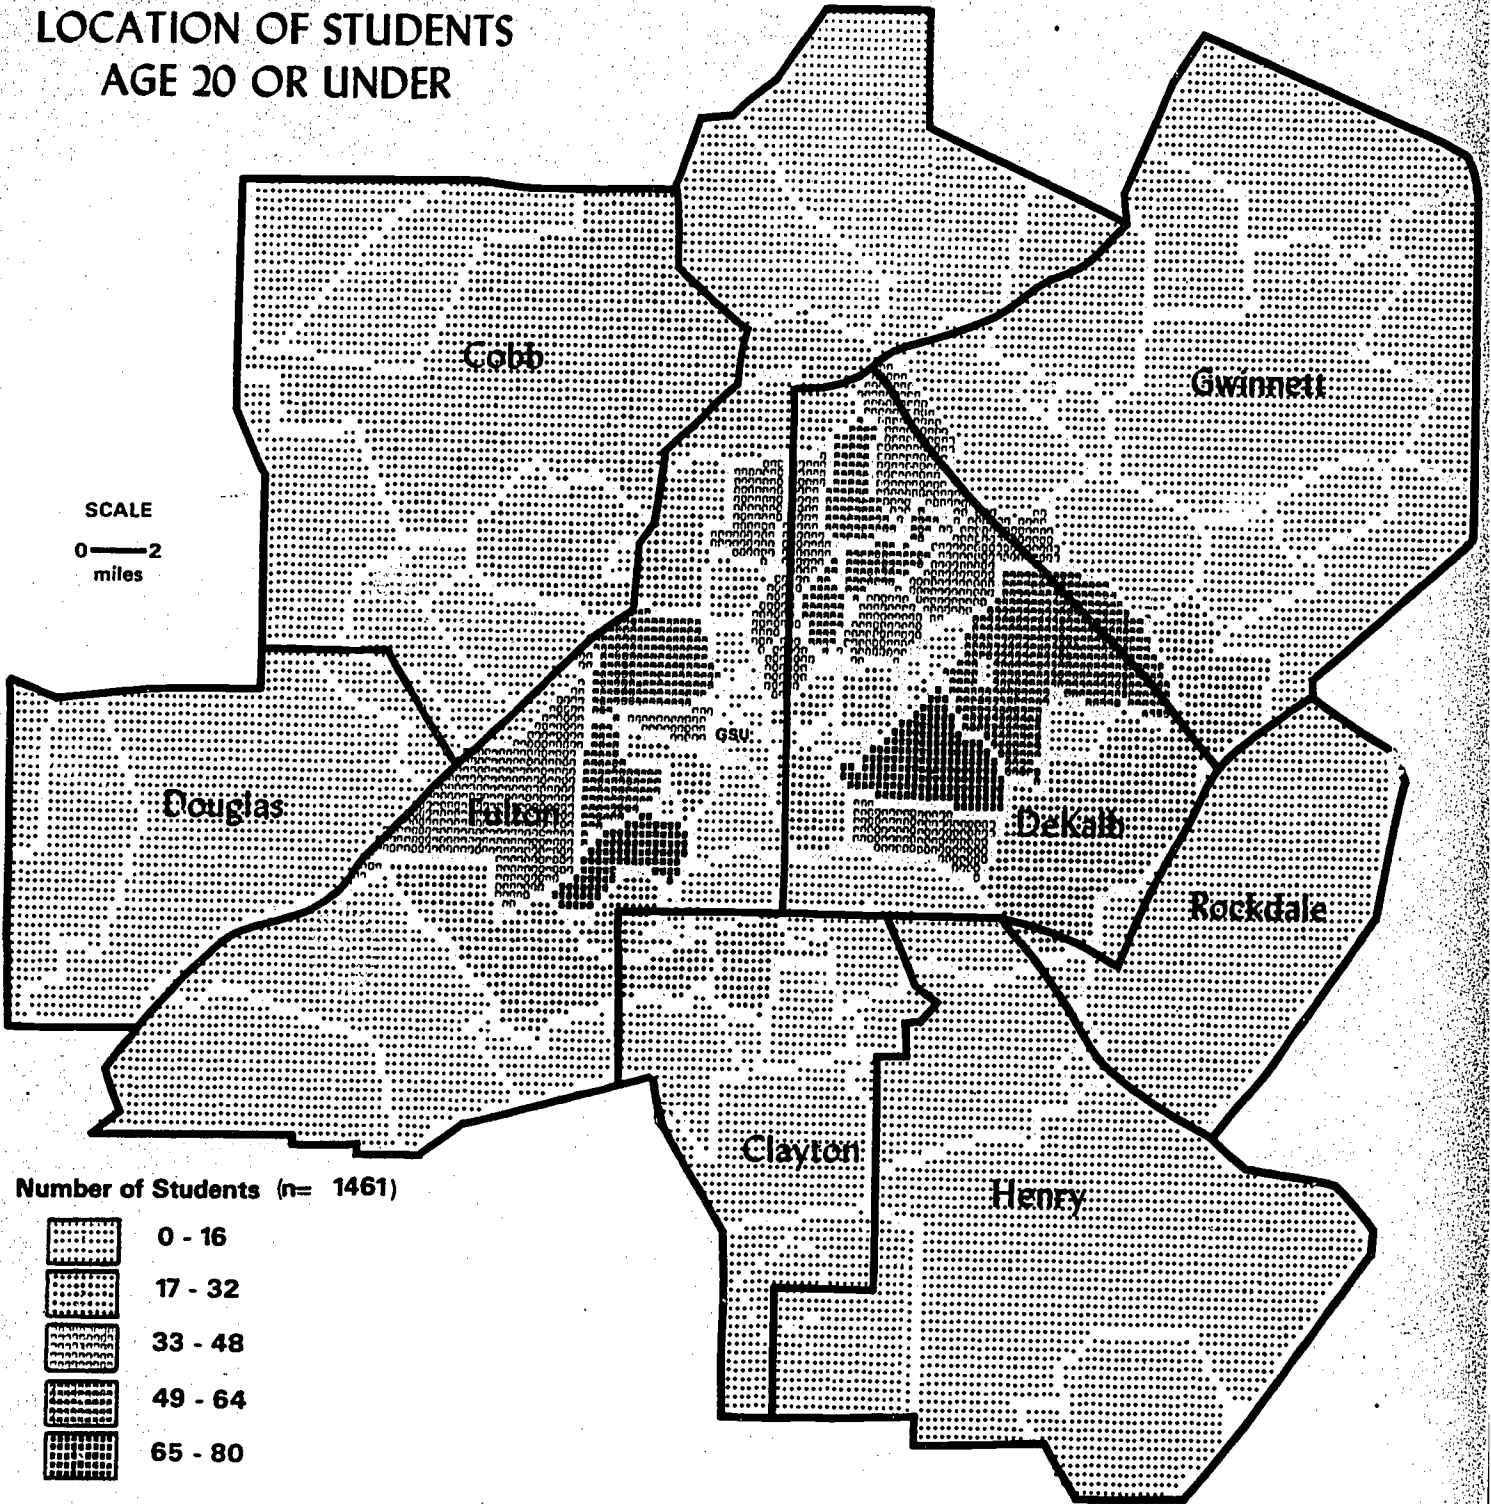 LOCATION OF STUDENTS
AGE 20 OR UNDER
Cobb
Gwinnett
SCALE
0 2
miles
GSU
Douglas
Fulton
DeKalb
Rockdale
Clayton
Henry
Number of Students (n= 1461)
0 - 16
17 - 32
33 - 48
49 - 64
65 - 80